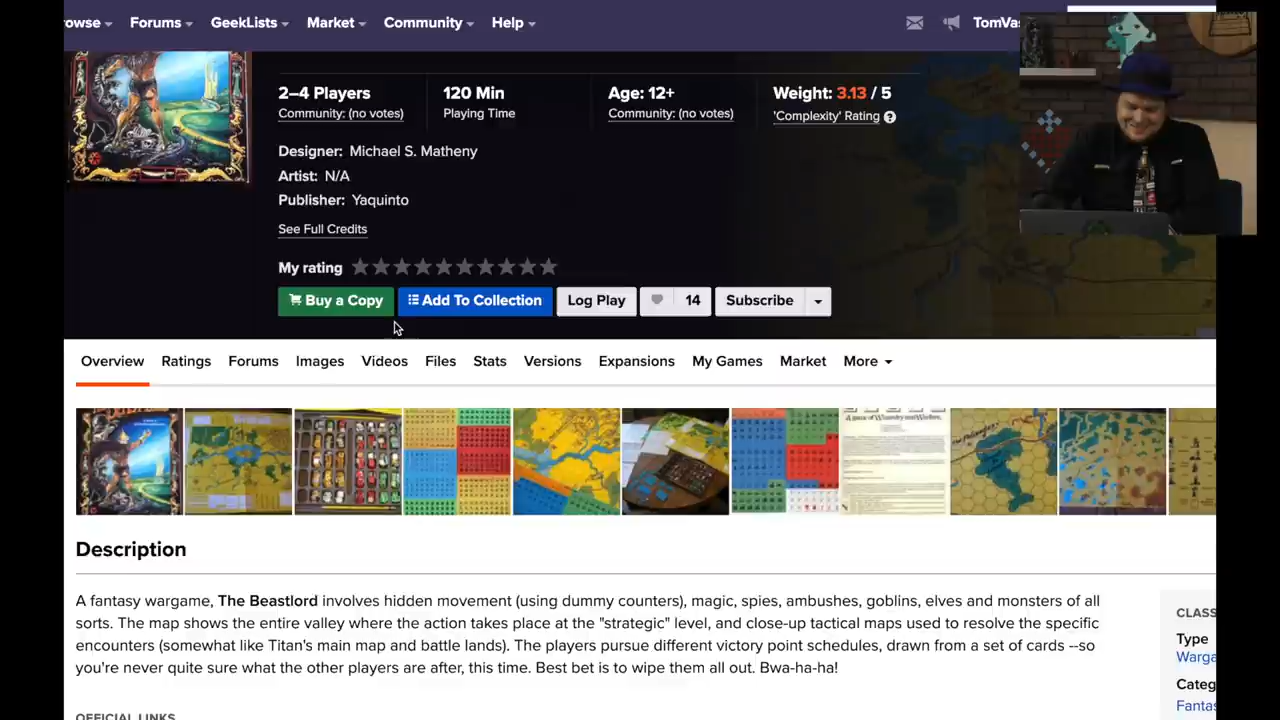 owse Forums GeekLists Market Community Help TomVas
2–4 Players 120 Min Age: 12+ Weight: 3.13 / 5
Community: (no votes) Playing Time Community: (no votes) 'Complexity' Rating ?
Designer: Michael S. Matheny
Artist: N/A
Publisher: Yaquinto
See Full Credits
My rating
Buy a Copy Add To Collection Log Play 14 Subscribe
Overview Ratings Forums Images Videos Files Stats Versions Expansions My Games Market More
Description
A fantasy wargame, The Beastlord involves hidden movement (using dummy counters), magic, spies, ambushes, goblins, elves and monsters of all
sorts. The map shows the entire valley where the action takes place at the "strategic" level, and close-up tactical maps used to resolve the specific
encounters (somewhat like Titan's main map and battle lands). The players pursue different victory point schedules, drawn from a set of cards --so
you're never quite sure what the other players are after, this time. Best bet is to wipe them all out. Bwa-ha-ha!
CLASS
Type
Warga
Categ
Fantas
OFFICIAL LINKS